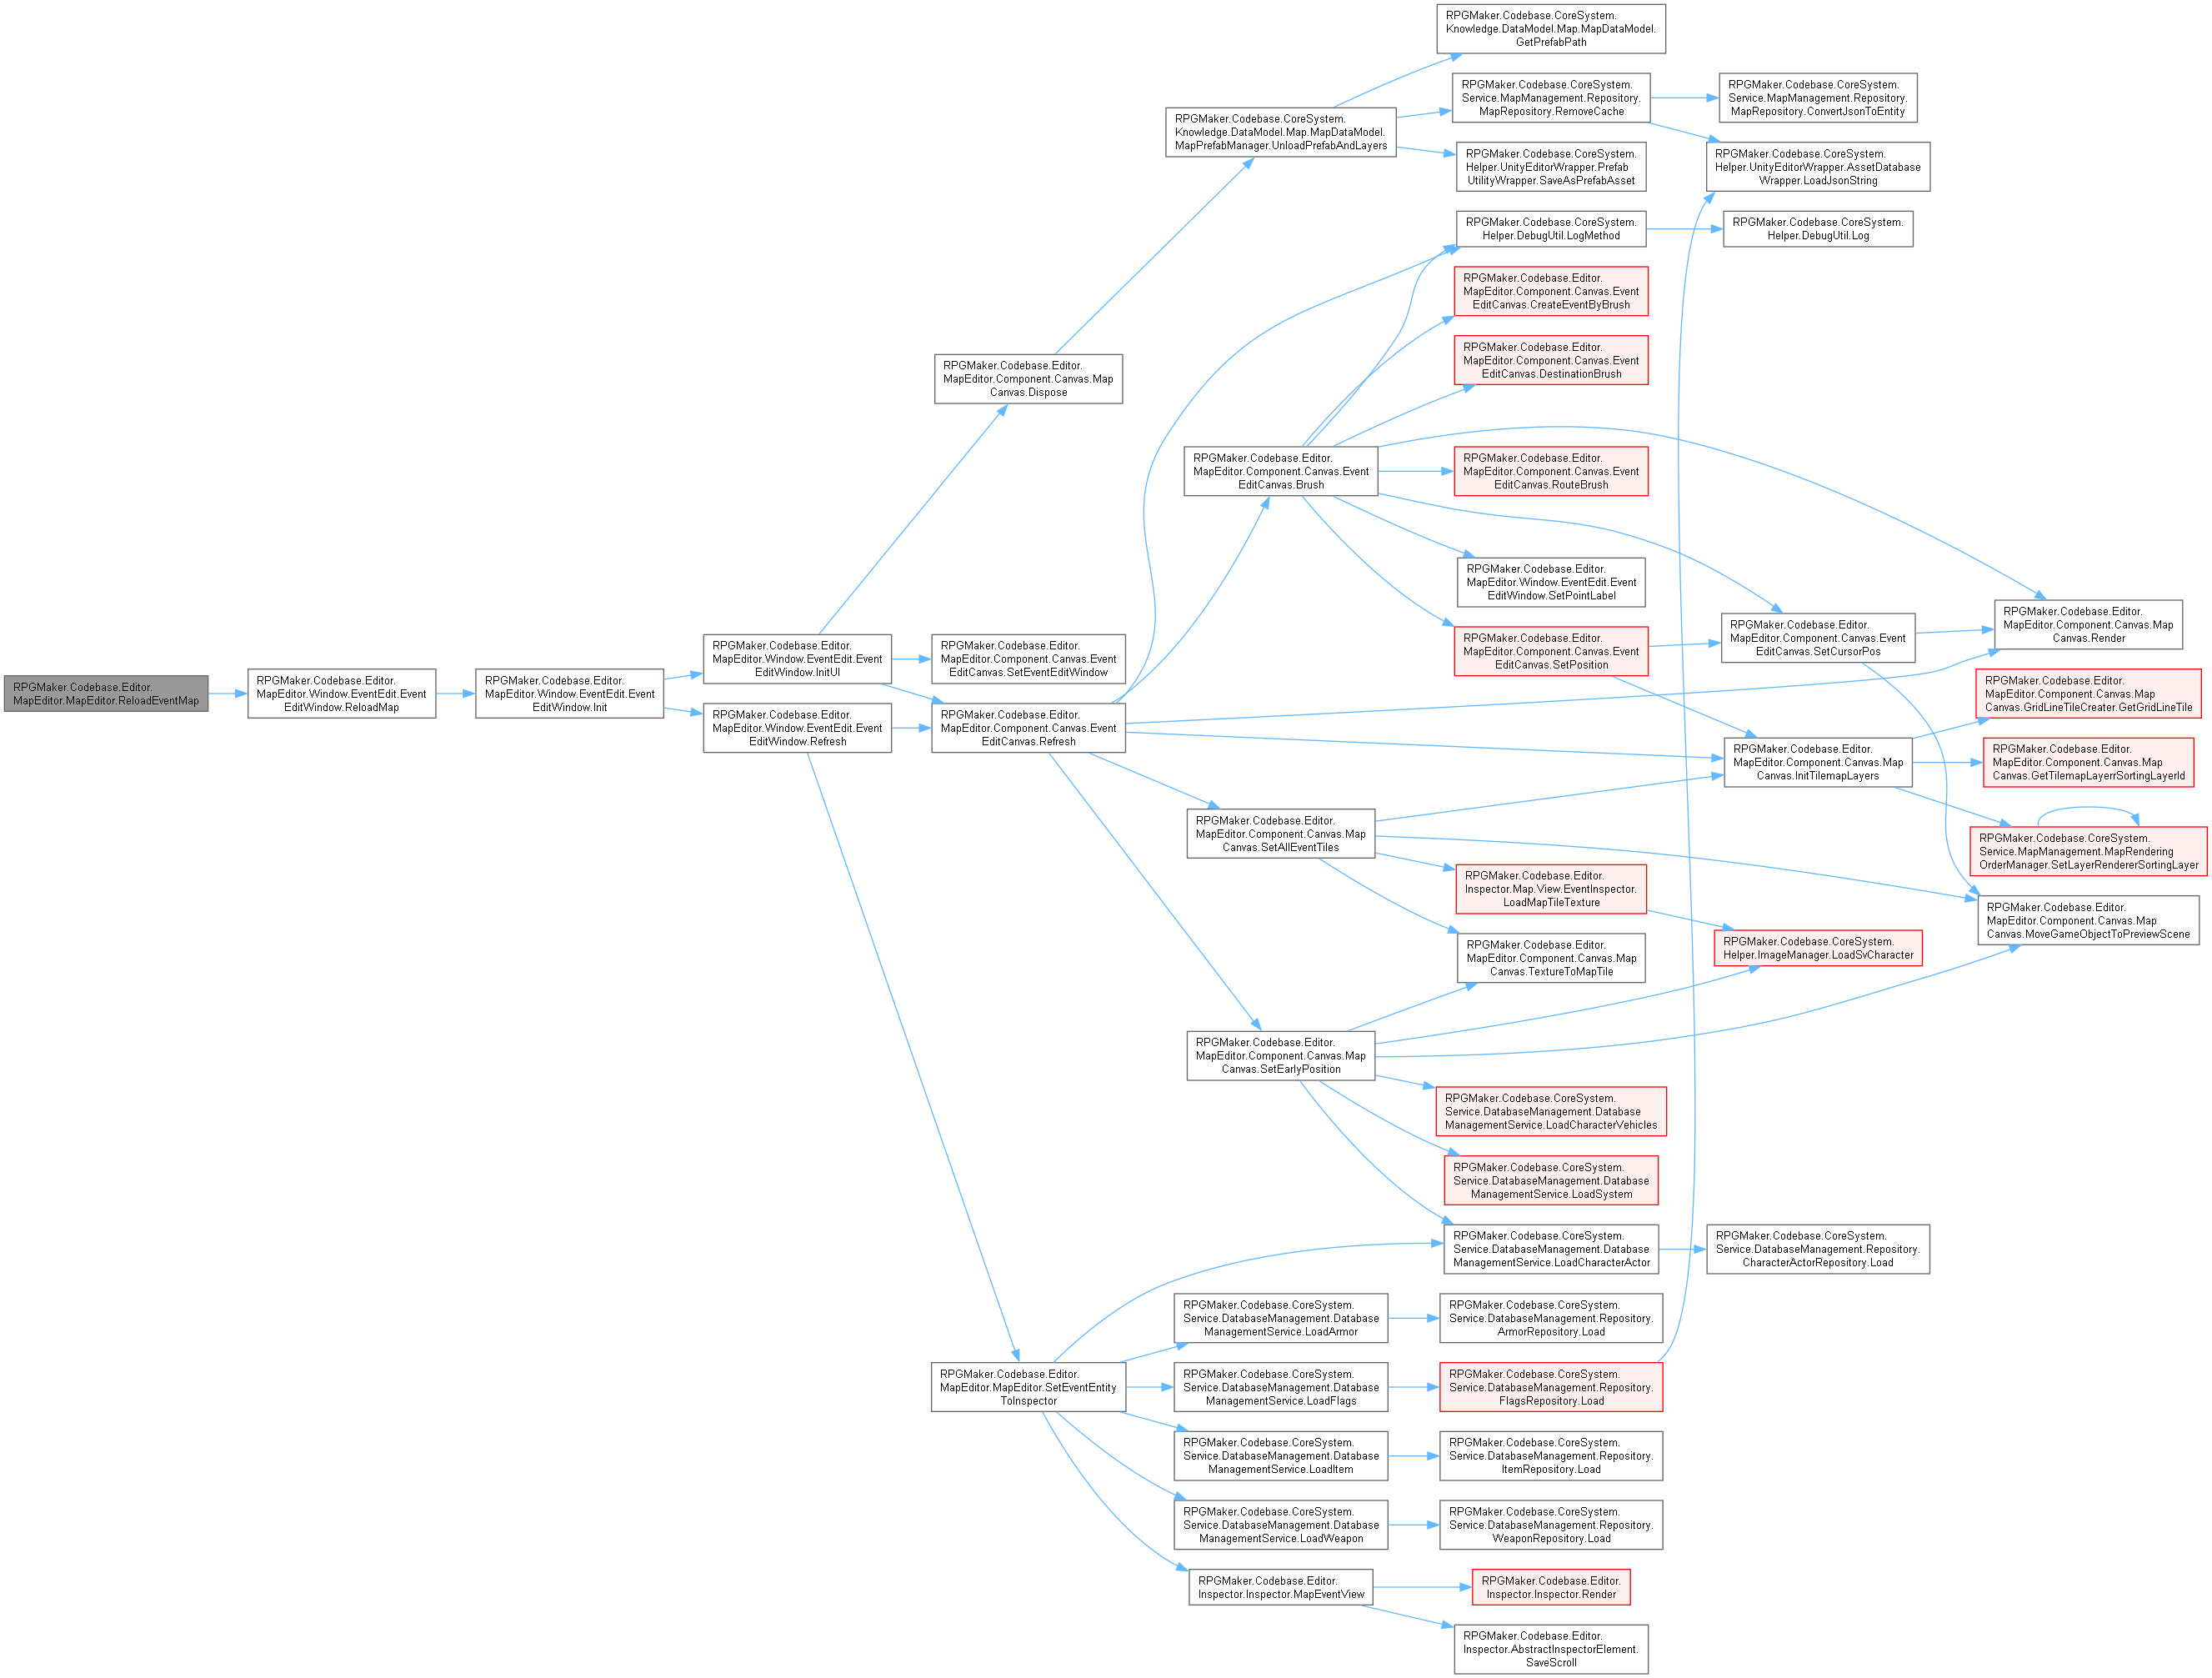 RPGMaker.Codebase.Editor.
MapEditor.MapEditor.ReloadEventMap
RPGMaker.Codebase.Editor.
MapEditor.Window.EventEdit.Event
EditWindow.ReloadMap
RPGMaker.Codebase.Editor.
MapEditor.Window.EventEdit.Event
EditWindow.Init
RPGMaker.Codebase.Editor.
MapEditor.Window.EventEdit.Event
EditWindow.InitUI
RPGMaker.Codebase.Editor.
MapEditor.Window.EventEdit.Event
EditWindow.Refresh
RPGMaker.Codebase.Editor.
MapEditor.Component.Canvas.Map
Canvas.Dispose
RPGMaker.Codebase.Editor.
MapEditor.Component.Canvas.Event
EditCanvas.SetEventEditWindow
RPGMaker.Codebase.Editor.
MapEditor.Component.Canvas.Event
EditCanvas.Refresh
RPGMaker.Codebase.Editor.
MapEditor.MapEditor.SetEventEntity
ToInspector
RPGMaker.Codebase.CoreSystem.
Knowledge.DataModel.Map.MapDataModel.
MapPrefabManager.UnloadPrefabAndLayers
RPGMaker.Codebase.Editor.
MapEditor.Component.Canvas.Event
EditCanvas.Brush
RPGMaker.Codebase.Editor.
MapEditor.Component.Canvas.Map
Canvas.SetAllEventTiles
RPGMaker.Codebase.Editor.
MapEditor.Component.Canvas.Map
Canvas.SetEarlyPosition
RPGMaker.Codebase.CoreSystem.
Service.DatabaseManagement.Database
ManagementService.LoadArmor
RPGMaker.Codebase.CoreSystem.
Service.DatabaseManagement.Database
ManagementService.LoadFlags
RPGMaker.Codebase.CoreSystem.
Service.DatabaseManagement.Database
ManagementService.LoadItem
RPGMaker.Codebase.CoreSystem.
Service.DatabaseManagement.Database
ManagementService.LoadWeapon
RPGMaker.Codebase.Editor.
Inspector.Inspector.MapEventView
RPGMaker.Codebase.CoreSystem.
Knowledge.DataModel.Map.MapDataModel.
GetPrefabPath
RPGMaker.Codebase.CoreSystem.
Service.MapManagement.Repository.
MapRepository.RemoveCache
RPGMaker.Codebase.CoreSystem.
Helper.UnityEditorWrapper.Prefab
UtilityWrapper.SaveAsPrefabAsset
RPGMaker.Codebase.CoreSystem.
Helper.DebugUtil.LogMethod
RPGMaker.Codebase.Editor.
MapEditor.Component.Canvas.Event
EditCanvas.CreateEventByBrush
RPGMaker.Codebase.Editor.
MapEditor.Component.Canvas.Event
EditCanvas.DestinationBrush
RPGMaker.Codebase.Editor.
MapEditor.Component.Canvas.Event
EditCanvas.RouteBrush
RPGMaker.Codebase.Editor.
MapEditor.Window.EventEdit.Event
EditWindow.SetPointLabel
RPGMaker.Codebase.Editor.
MapEditor.Component.Canvas.Event
EditCanvas.SetPosition
RPGMaker.Codebase.Editor.
Inspector.Map.View.EventInspector.
LoadMapTileTexture
RPGMaker.Codebase.Editor.
MapEditor.Component.Canvas.Map
Canvas.TextureToMapTile
RPGMaker.Codebase.CoreSystem.
Service.DatabaseManagement.Database
ManagementService.LoadCharacterVehicles
RPGMaker.Codebase.CoreSystem.
Service.DatabaseManagement.Database
ManagementService.LoadSystem
RPGMaker.Codebase.CoreSystem.
Service.DatabaseManagement.Database
ManagementService.LoadCharacterActor
RPGMaker.Codebase.CoreSystem.
Service.DatabaseManagement.Repository.
ArmorRepository.Load
RPGMaker.Codebase.CoreSystem.
Service.DatabaseManagement.Repository.
FlagsRepository.Load
RPGMaker.Codebase.CoreSystem.
Service.DatabaseManagement.Repository.
ItemRepository.Load
RPGMaker.Codebase.CoreSystem.
Service.DatabaseManagement.Repository.
WeaponRepository.Load
RPGMaker.Codebase.Editor.
Inspector.Inspector.Render
RPGMaker.Codebase.Editor.
Inspector.AbstractInspectorElement.
SaveScroll
RPGMaker.Codebase.CoreSystem.
Service.MapManagement.Repository.
MapRepository.ConvertJsonToEntity
RPGMaker.Codebase.CoreSystem.
Helper.UnityEditorWrapper.AssetDatabase
Wrapper.LoadJsonString
RPGMaker.Codebase.CoreSystem.
Helper.DebugUtil.Log
RPGMaker.Codebase.Editor.
MapEditor.Component.Canvas.Event
EditCanvas.SetCursorPos
RPGMaker.Codebase.Editor.
MapEditor.Component.Canvas.Map
Canvas.InitTilemapLayers
RPGMaker.Codebase.CoreSystem.
Helper.ImageManager.LoadSvCharacter
RPGMaker.Codebase.CoreSystem.
Service.DatabaseManagement.Repository.
CharacterActorRepository.Load
RPGMaker.Codebase.Editor.
MapEditor.Component.Canvas.Map
Canvas.Render
RPGMaker.Codebase.Editor.
MapEditor.Component.Canvas.Map
Canvas.GridLineTileCreater.GetGridLineTile
RPGMaker.Codebase.Editor.
MapEditor.Component.Canvas.Map
Canvas.GetTilemapLayerrSortingLayerId
RPGMaker.Codebase.CoreSystem.
Service.MapManagement.MapRendering
OrderManager.SetLayerRendererSortingLayer
RPGMaker.Codebase.Editor.
MapEditor.Component.Canvas.Map
Canvas.MoveGameObjectToPreviewScene